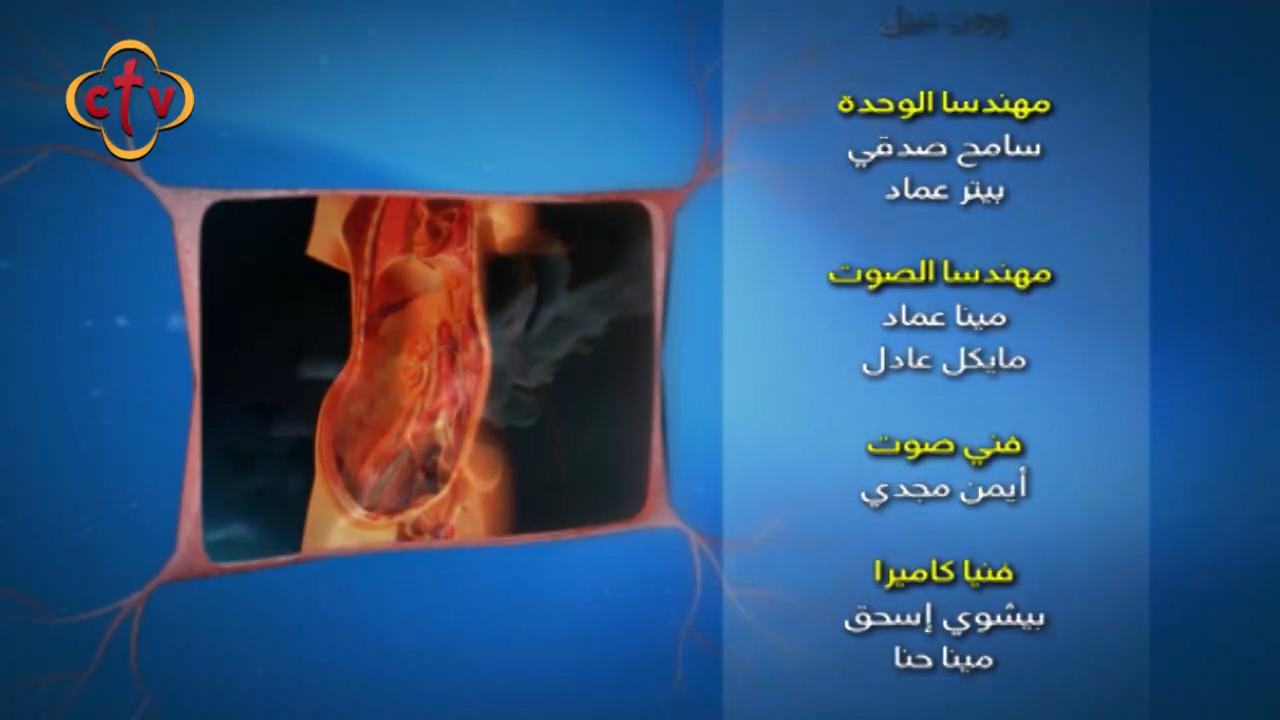 ctv
مهندسا الوحدة
سامح صدقي
بيتر عماد
مهندسا الصوت
مينا عماد
مايكل عادل
فني صوت
أيمن مجدي
فنيا كاميرا
بيشوي إسحق
مينا حنا